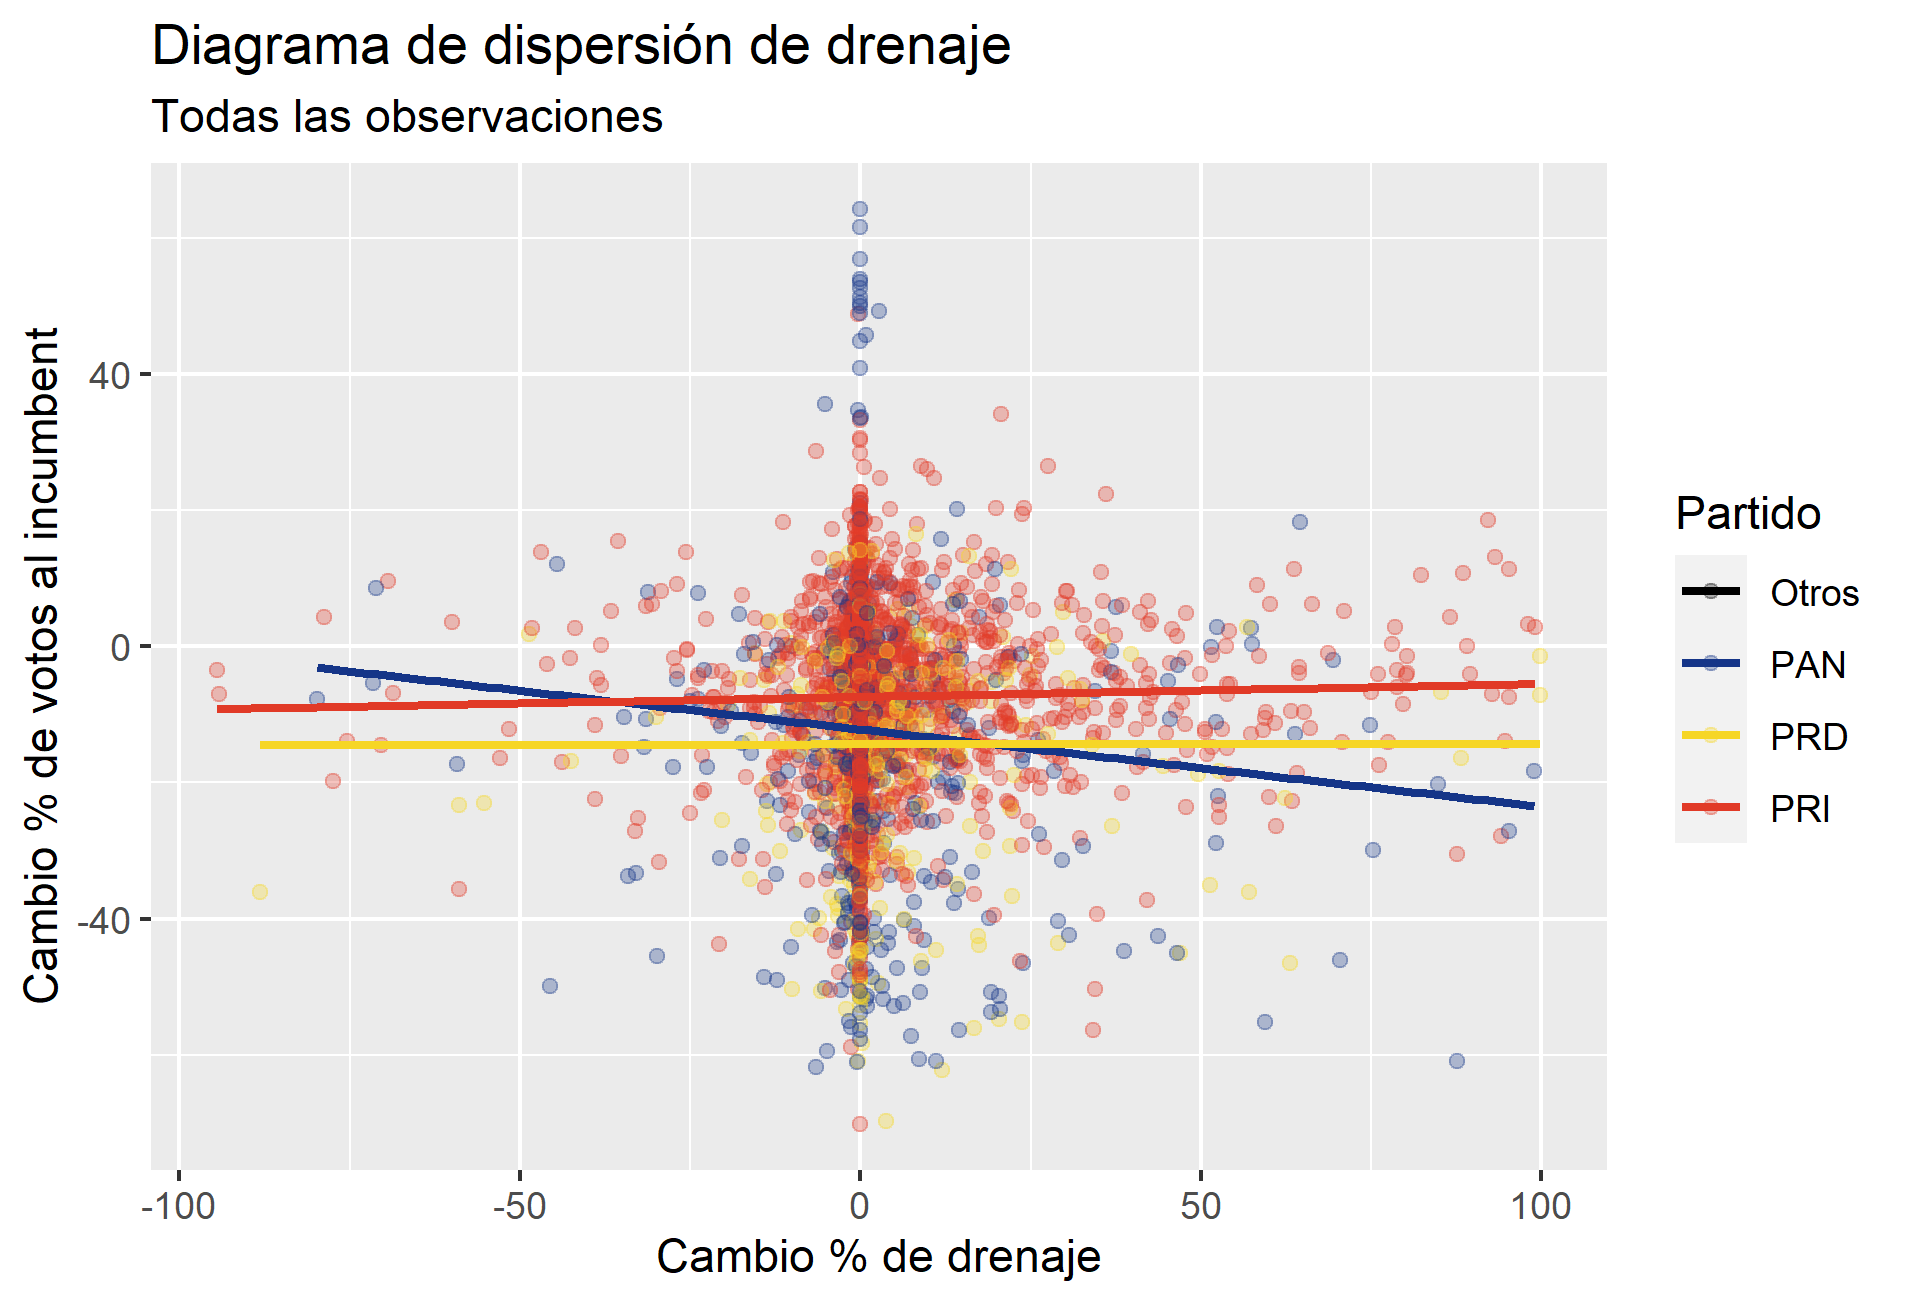 Diagrama de dispersión de drenaje
Todas las observaciones
Cambio % de votos al incumbent
40
0
-40
-100
-50
0
50
100
Cambio % de drenaje
Partido
Otros
PAN
PRD
PRI